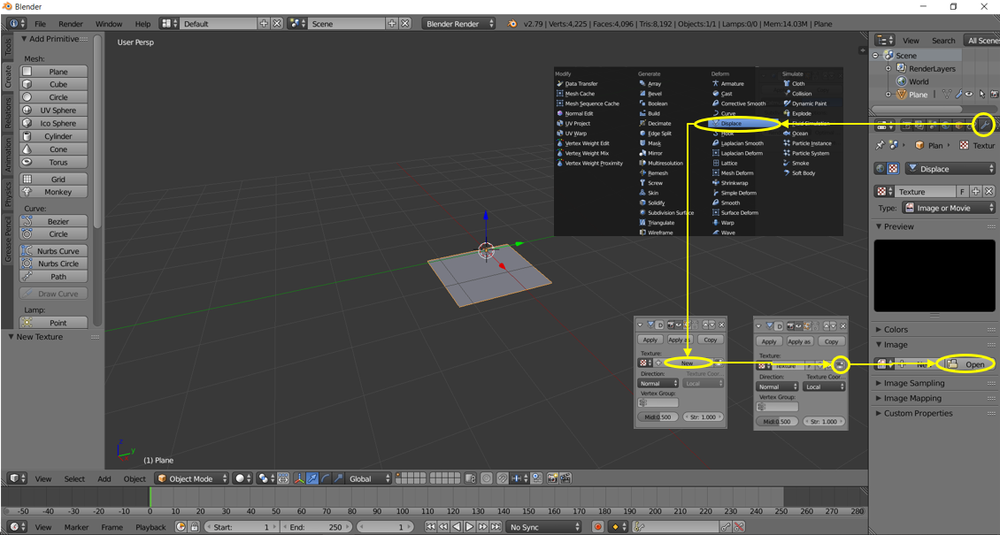 Blender
File Render Window Help Default Scene Blender Render v2.79 | Verts:4,225 | Faces:4,096 | Tris:8,192 | Objects:1/1 | Lamps:0/0 | Mem:14.03M | Plane
Tools
Create
Relations
Animation
Physics
Grease Pencil
Add Primitive
Mesh:
Plane
Cube
Circle
UV Sphere
Ico Sphere
Cylinder
Cone
Torus
Grid
Monkey
Curve:
Bezier
Circle
Nurbs Curve
Nurbs Circle
Path
Draw Curve
Lamp:
Point
New Texture
User Persp
Modify
Data Transfer
Mesh Cache
Mesh Sequence Cache
Normal Edit
UV Project
UV Warp
Vertex Weight Edit
Vertex Weight Mix
Vertex Weight Proximity
Generate
Array
Bevel
Boolean
Build
Decimate
Edge Split
Mask
Mirror
Multiresolution
Remesh
Screw
Skin
Solidify
Subdivision Surface
Triangulate
Wireframe
Deform
Armature
Cast
Corrective Smooth
Curve
Displace
Hook
Laplacian Smooth
Laplacian Deform
Lattice
Mesh Deform
Shrinkwrap
Simple Deform
Smooth
Surface Deform
Warp
Wave
Simulate
Cloth
Collision
Dynamic Paint
Explode
Fluid Simulation
Ocean
Particle Instance
Particle System
Smoke
Soft Body
D
Apply Apply as Copy
Texture:
New
Direction: Texture Coor...
Normal Local
Vertex Group:
Midl:0.500 Str: 1.000
D
Apply Apply as Copy
Texture:
Texture F
Direction: Texture Coor...
Normal Local
Vertex Group:
Midl:0.500 Str: 1.000
z
y
(1) Plane
View Search All Scene
Scene
RenderLayers
World
Plane
Plan Textur
Displace
Texture F
Type: Image or Movie
Preview
Colors
Image
New Open
Image Sampling
Image Mapping
Custom Properties
View Select Add Object Object Mode Global
-50 -40 -30 -20 -10 0 10 20 30 40 50 60 70 80 90 100 110 120 130 140 150 160 170 180 190 200 210 220 230 240 250 260 270 280
View Marker Frame Playback Start: 1 End: 250 1 No Sync